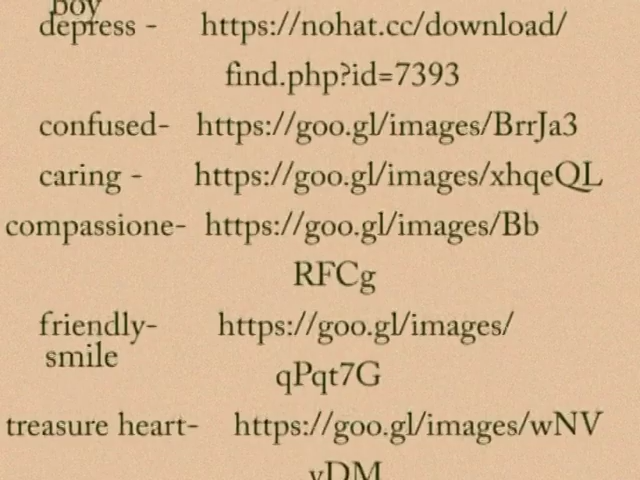 boy
depress - https://nohat.cc/download/
find.php?id=7393
confused- https://goo.gl/images/BrrJa3
caring - https://goo.gl/images/xhqeQL
compassione- https://goo.gl/images/Bb
RFCg
friendly- https://goo.gl/images/
smile
qPqt7G
treasure heart- https://goo.gl/images/wNV
vDM